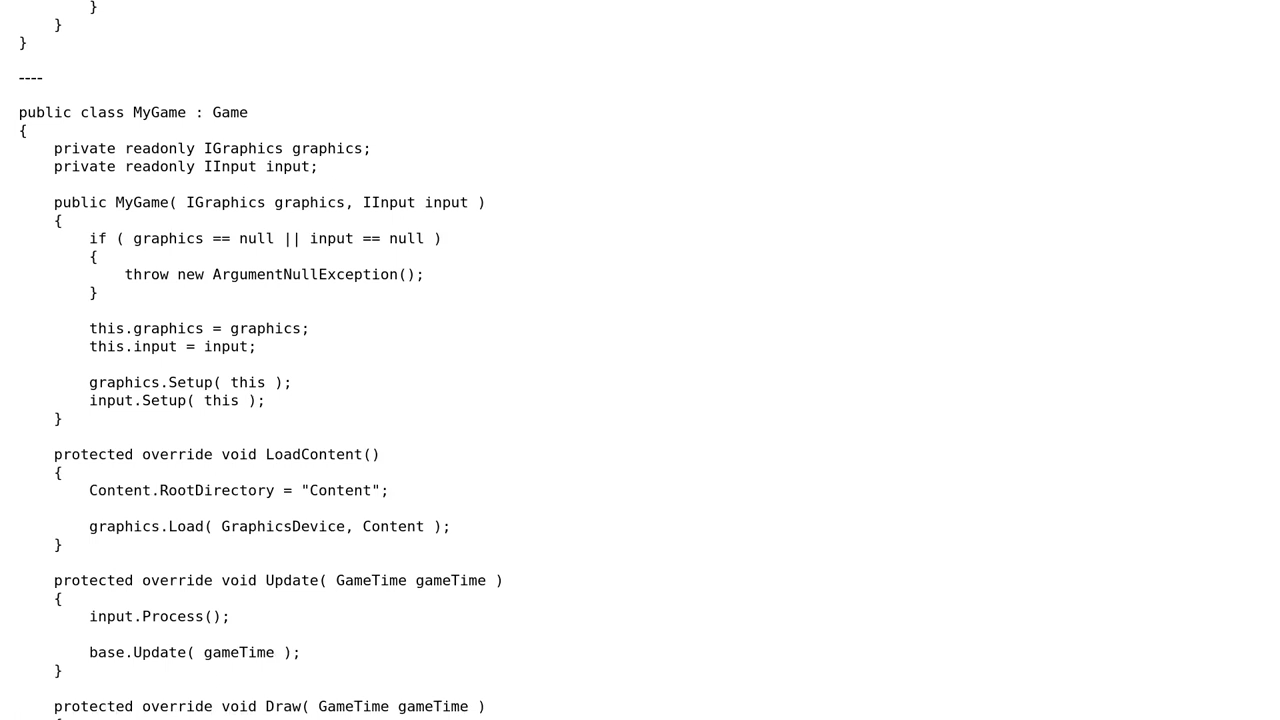 }
}
}
----
public class MyGame : Game
{
private readonly IGraphics graphics;
private readonly IInput input;
public MyGame( IGraphics graphics, IInput input )
{
if ( graphics == null || input == null )
{
throw new ArgumentNullException();
}
this.graphics = graphics;
this.input = input;
graphics.Setup( this );
input.Setup( this );
}
protected override void LoadContent()
{
Content.RootDirectory = "Content";
graphics.Load( GraphicsDevice, Content );
}
protected override void Update( GameTime gameTime )
{
input.Process();
base.Update( gameTime );
}
protected override void Draw( GameTime gameTime )
{